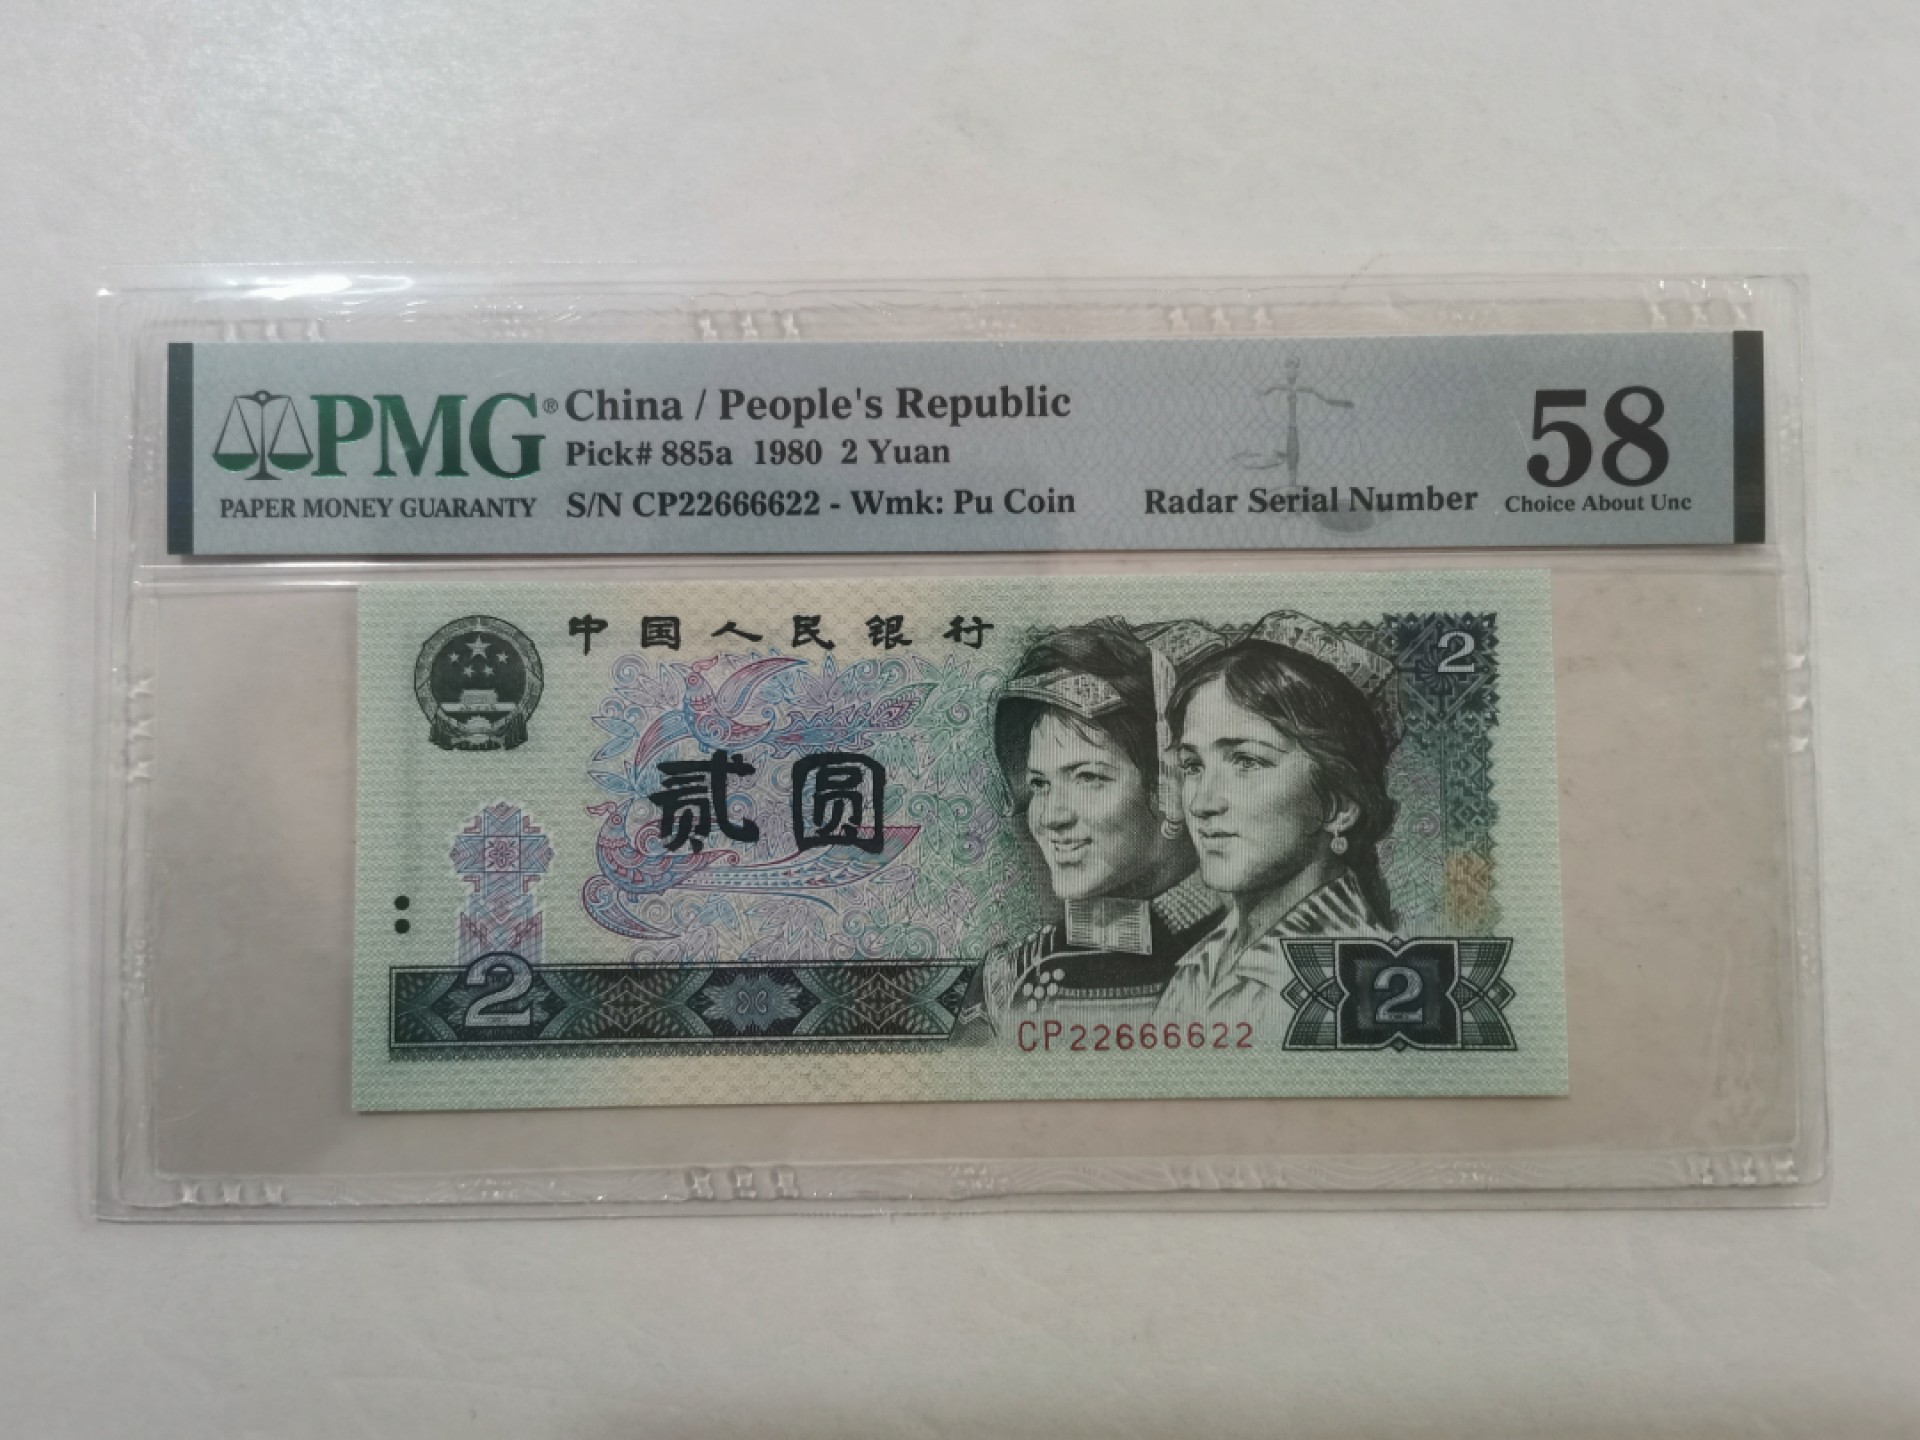 PMG® China / People's Republic
Pick# 885a 1980 2 Yuan
58
PAPER MONEY GUARANTY
S/N CP22666622 - Wmk: Pu Coin
Radar Serial Number
Choice About Unc
中国人民银行
2
贰圆
2
2
CP22666622